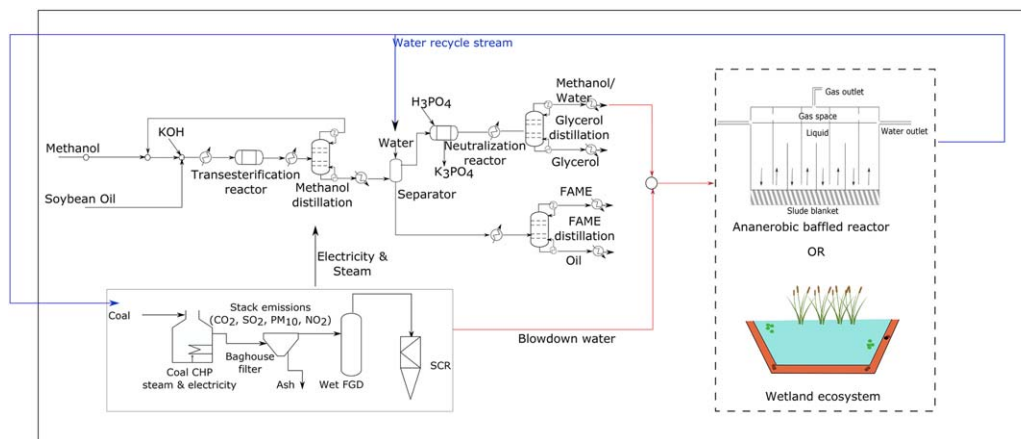 Water recycle stream
Methanol
KOH
Soybean Oil
Transesterification
reactor
Methanol
distillation
Water
Separator
H3PO4
K3PO4
Neutralization
reactor
Methanol/
Water
Glycerol
distillation
Glycerol
FAME
FAME
distillation
Oil
Electricity &
Steam
Coal
Coal CHP
steam & electricity
Stack emissions
(CO2, SO2, PM10, NO2)
Baghouse
filter
Ash
Wet FGD
SCR
Blowdown water
Gas outlet
Gas space
Liquid
Water outlet
Slude blanket
Ananerobic baffled reactor
OR
Wetland ecosystem